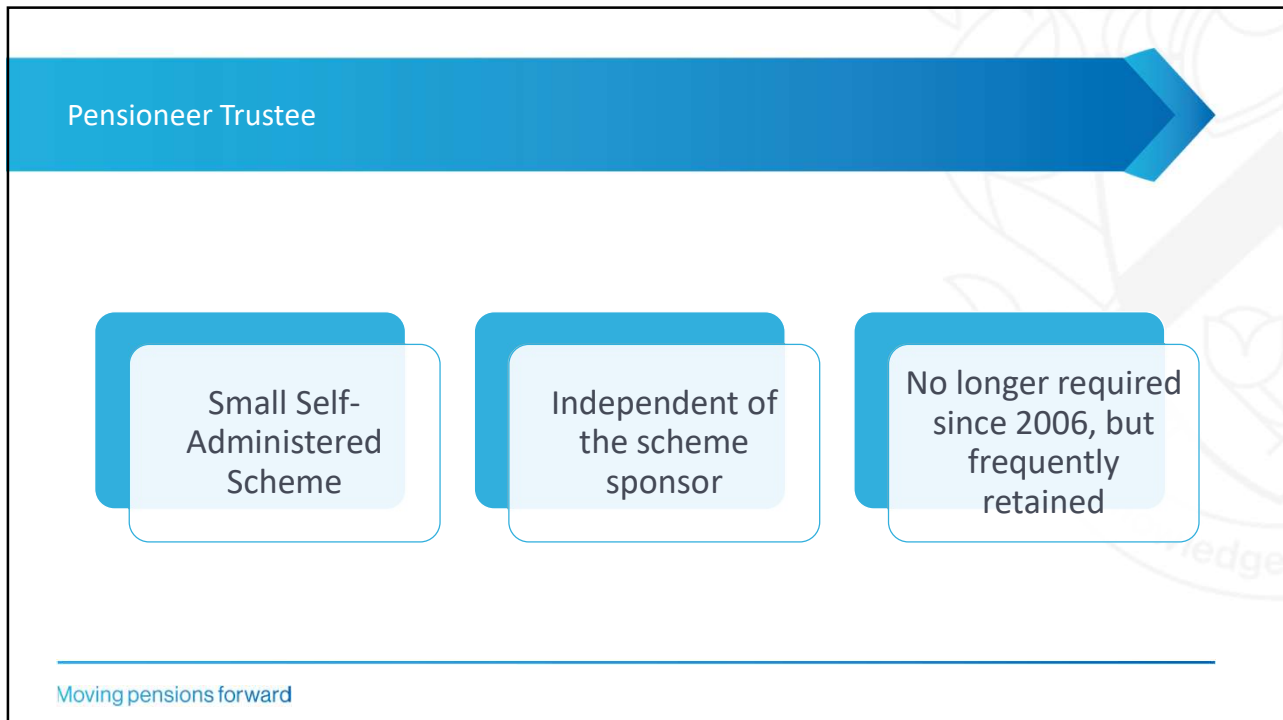 Pensioneer Trustee
Small Self-
Administered
Scheme
Independent of
the scheme
sponsor
No longer required
since 2006, but
frequently
retained
Moving pensions forward